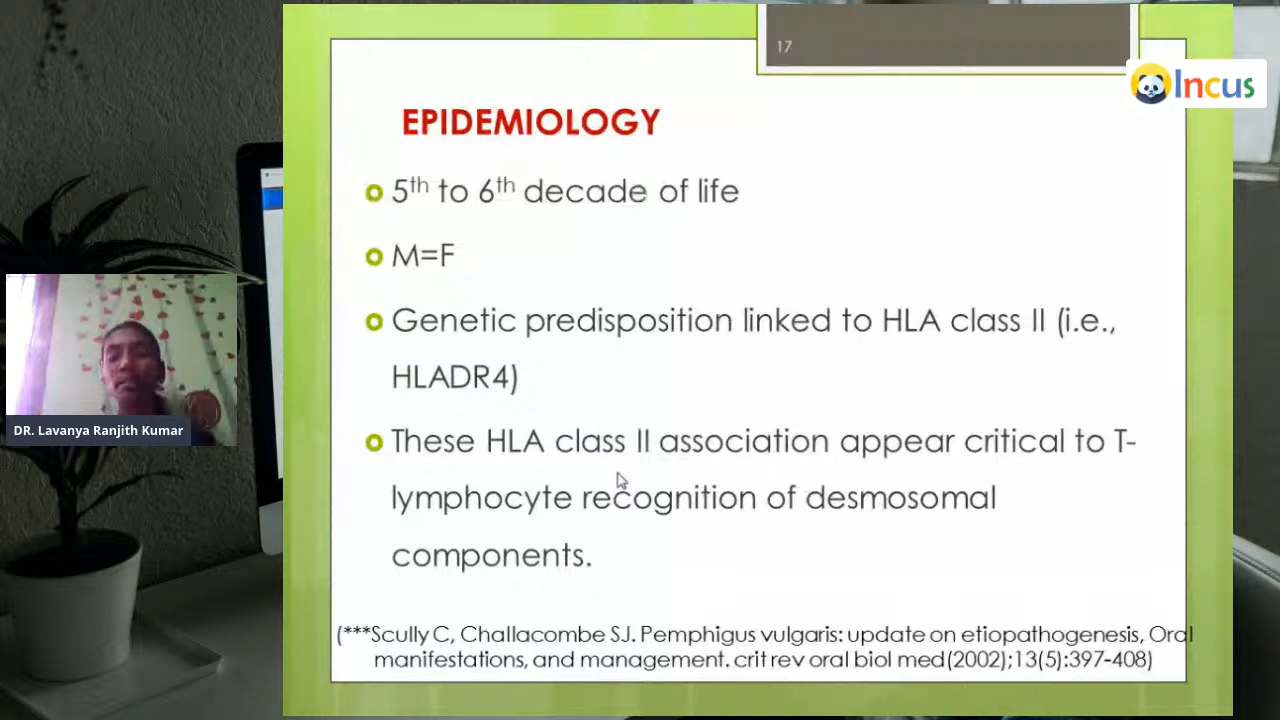 17
Incus
EPIDEMIOLOGY
5th to 6th decade of life
M=F
Genetic predisposition linked to HLA class II (i.e.,
HLADR4)
These HLA class II association appear critical to T-
lymphocyte recognition of desmosomal
components.
(***Scully C, Challacombe SJ. Pemphigus vulgaris: update on etiopathogenesis, Oral
manifestations, and management. crit rev oral biol med(2002);13(5):397-408)
DR. Lavanya Ranjith Kumar